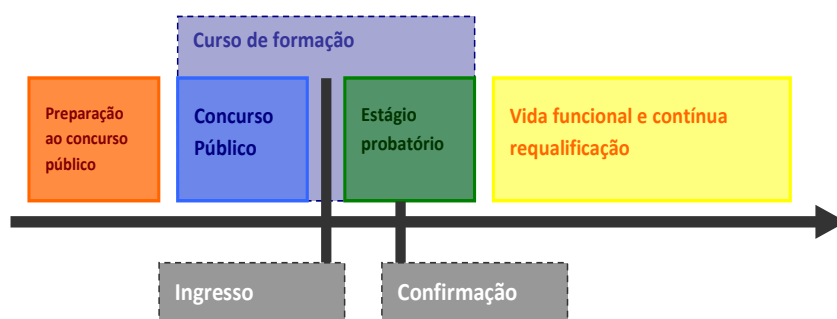 Curso de formação
Preparação
ao concurso
público
Concurso
Público
Estágio
probatório
Vida funcional e contínua
requalificação
Ingresso
Confirmação